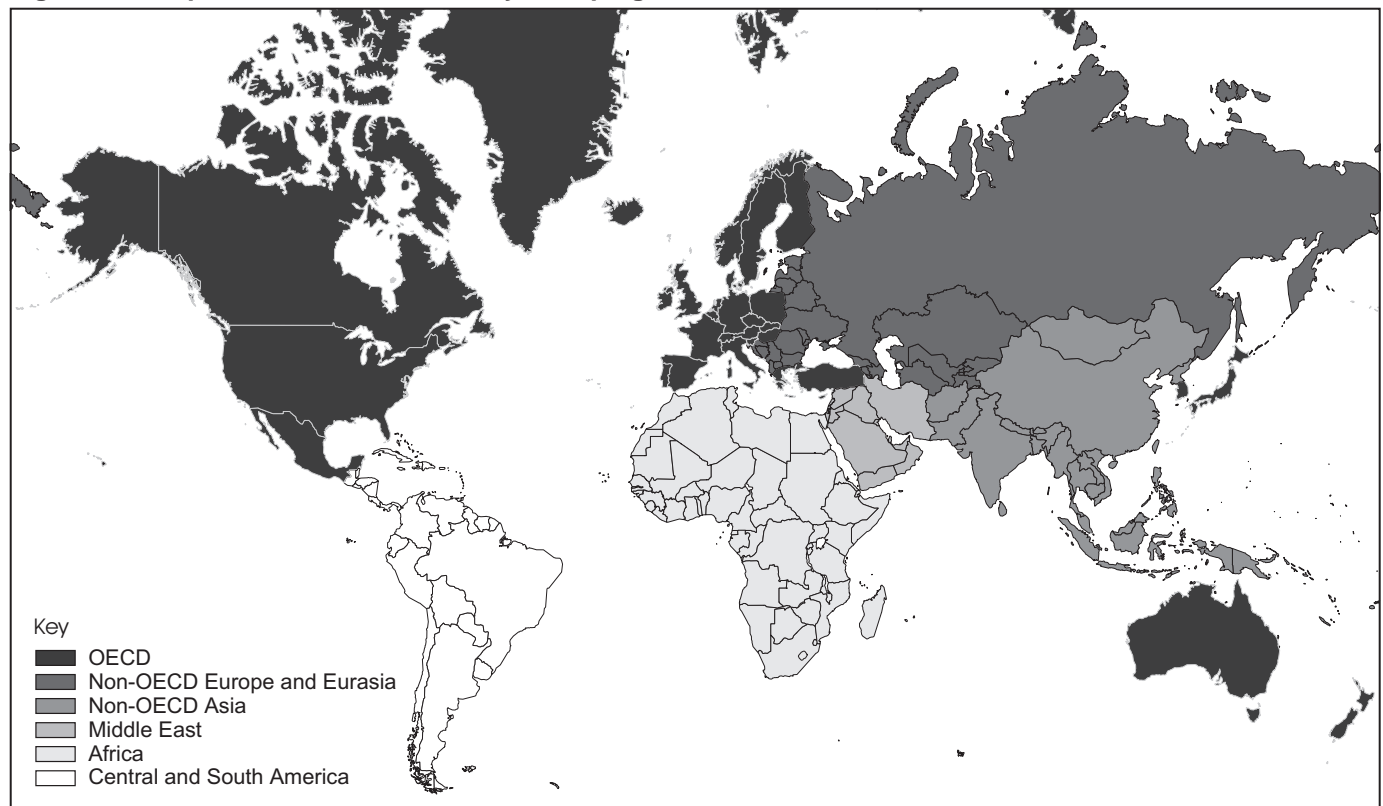 Key
OECD
Non-OECD Europe and Eurasia
Non-OECD Asia
Middle East
Africa
Central and South America